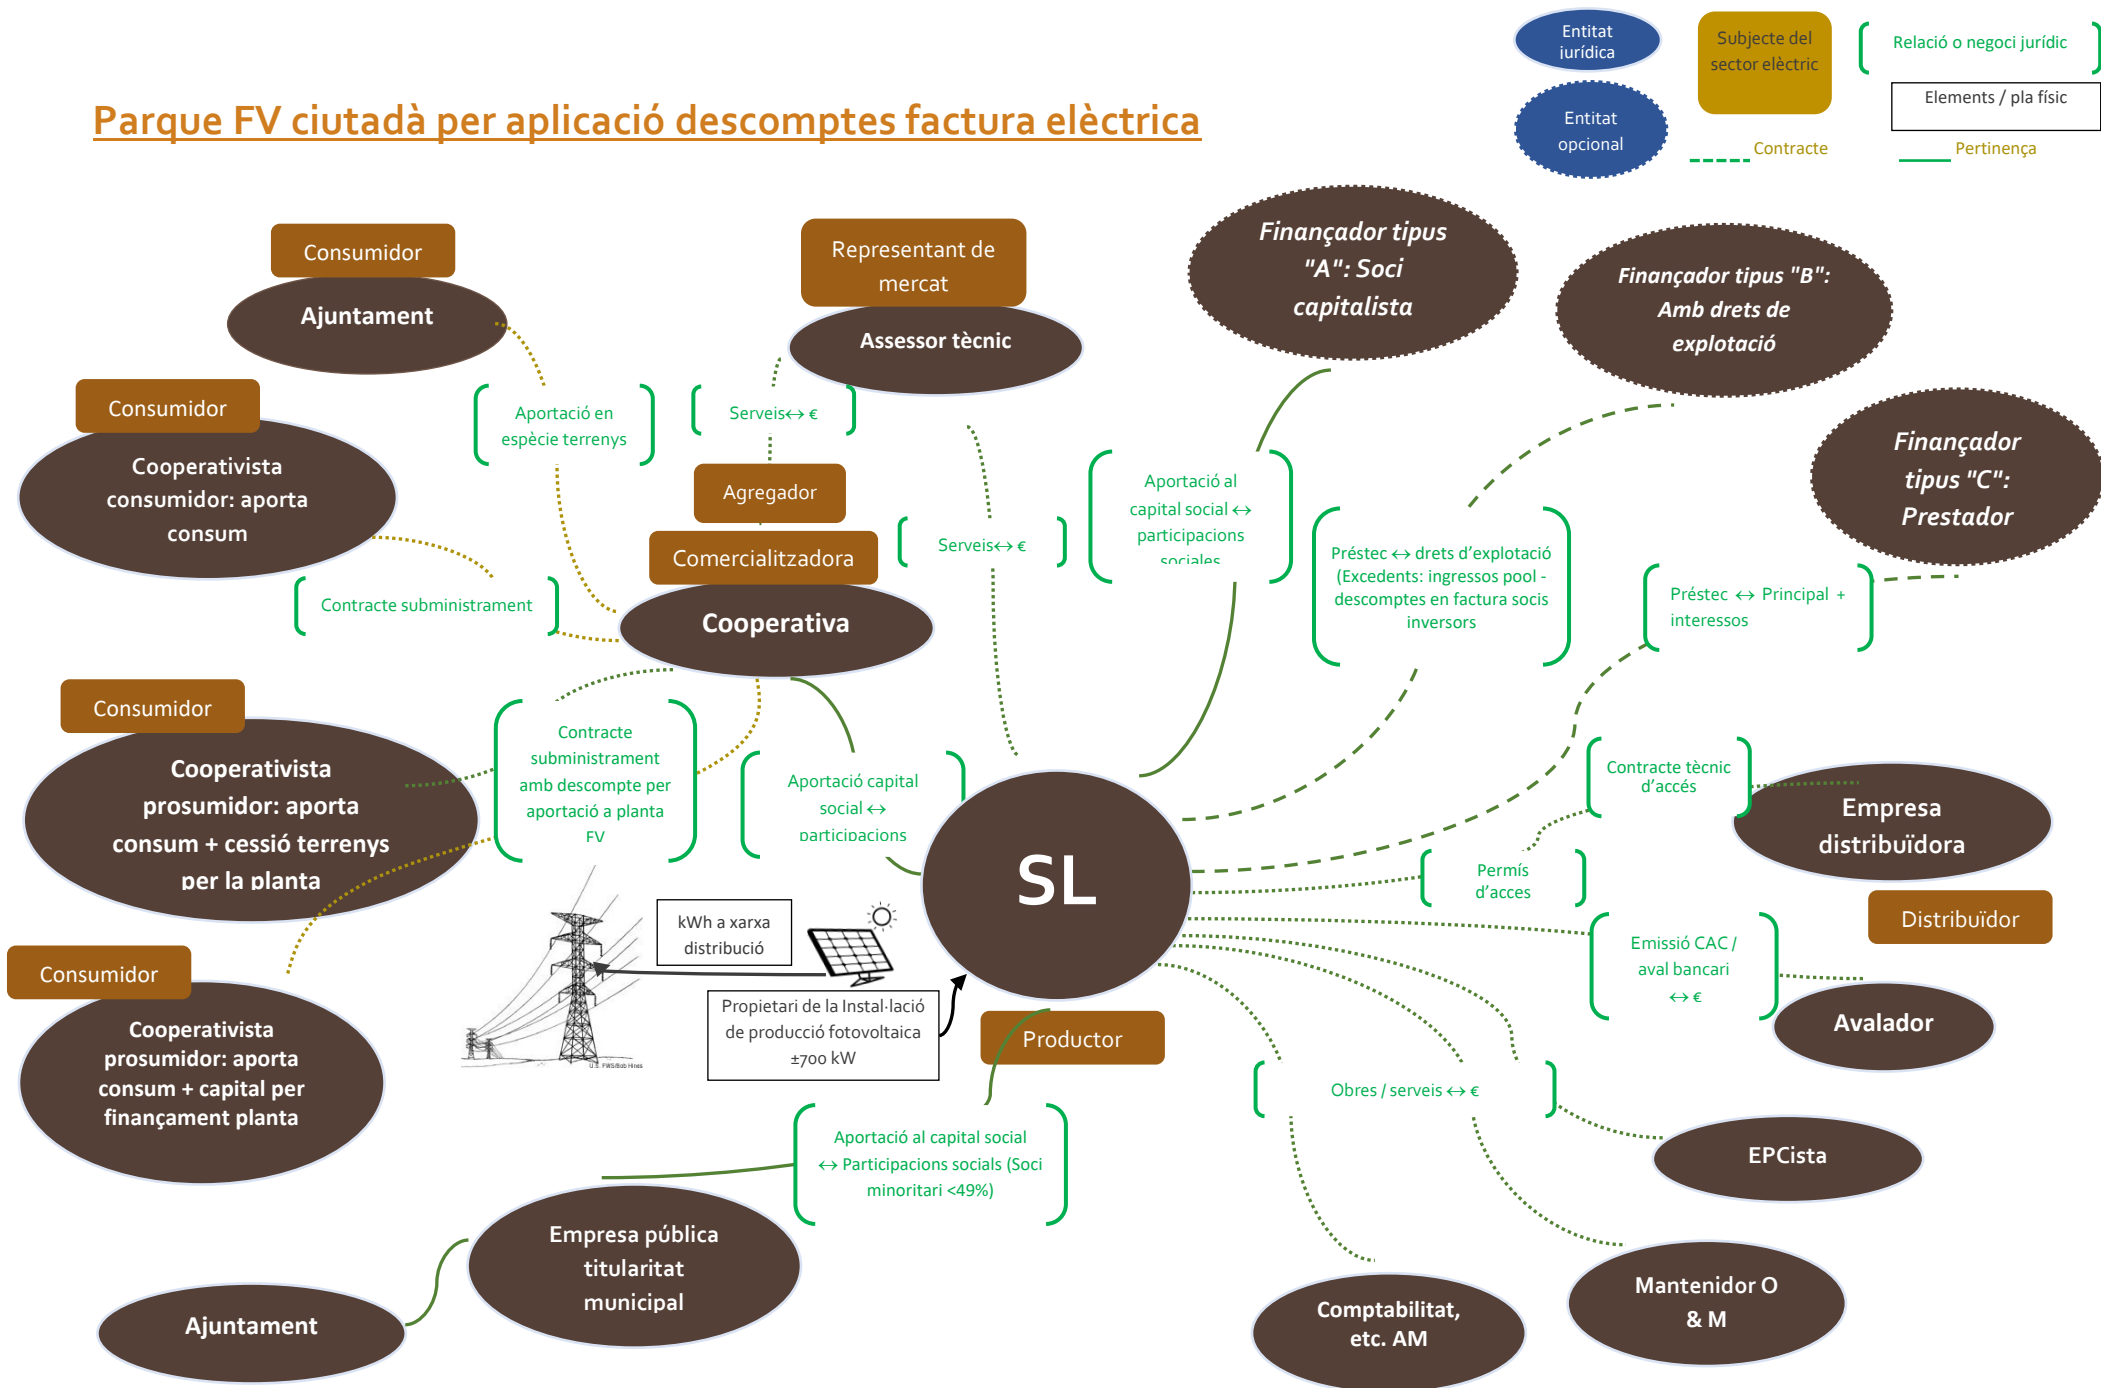 Entitat
jurídica
Subjecte del
sector elèctric
Relació o negoci jurídic
Elements / pla físic
Entitat
opcional
Contracte
Pertinença
Parque FV ciutadà per aplicació descomptes factura elèctrica
Consumidor
Ajuntament
Representant de
mercat
Assessor tècnic
Finançador tipus
"A": Soci
capitalista
Finançador tipus "B":
Amb drets de
explotació
Finançador
tipus "C":
Prestador
Consumidor
Cooperativista
consumidor: aporta
consum
Aportació en
espècie terrenys
Serveis↔ €
Agregador
Comercialitzadora
Cooperativa
Serveis↔ €
Aportació al
capital social ↔
participacions
sociales
Préstec ↔ drets d'explotació
(Excedents: ingressos pool -
descomptes en factura socis
inversors
Préstec ↔ Principal +
interessos
Contracte subministrament
Consumidor
Cooperativista
prosumidor: aporta
consum + cessió terrenys
per la planta
Contracte
subministrament
amb descompte per
aportació a planta
FV
Aportació capital
social ↔
participacions
SL
Productor
Contracte tècnic
d'accés
Permís
d'acces
Empresa
distribuïdora
Distribuïdor
Emissió CAC /
aval bancari
↔ €
Avalador
kWh a xarxa
distribució
Propietari de la Instal·lació
de producció fotovoltaica
±700 kW
U.S. FWS/Bob Hines
Consumidor
Cooperativista
prosumidor: aporta
consum + capital per
finançament planta
Obres / serveis ↔ €
Aportació al capital social
↔ Participacions socials (Soci
minoritari <49%)
EPCista
Empresa pública
titularitat
municipal
Ajuntament
Mantenidor O
& M
Comptabilitat,
etc. AM